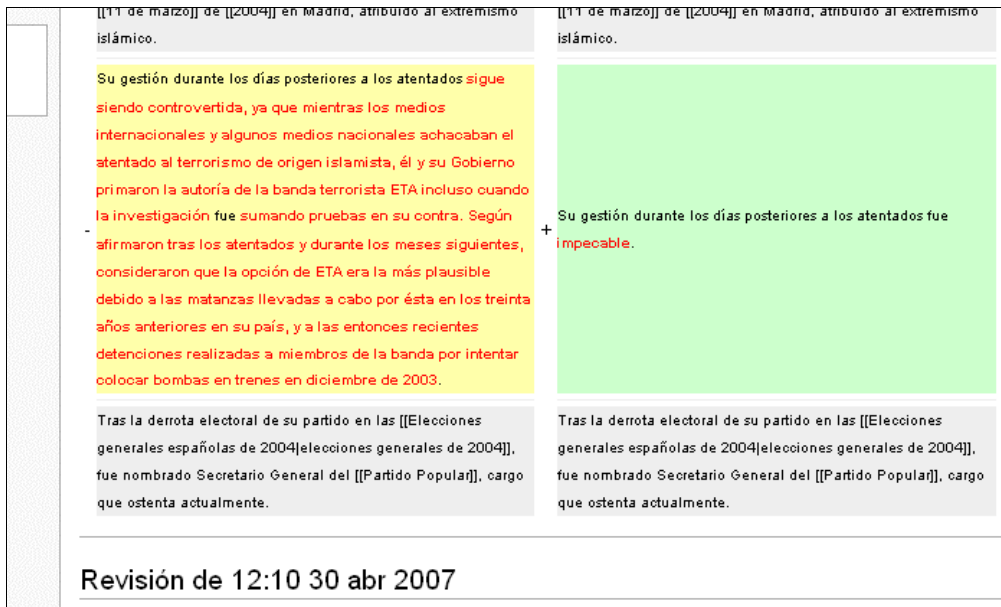 [[11 de marzo]] de [[2004]] en Madrid, atribuido al extremismo
islámico.
Su gestión durante los días posteriores a los atentados sigue
siendo controvertida, ya que mientras los medios
internacionales y algunos medios nacionales achacaban el
atentado al terrorismo de origen islamista, él y su Gobierno
primaron la autoría de la banda terrorista ETA incluso cuando
la investigación fue sumando pruebas en su contra. Según
- afirmaron tras los atentados y durante los meses siguientes,
consideraron que la opción de ETA era la más plausible
debido a las matanzas llevadas a cabo por ésta en los treinta
años anteriores en su país, y a las entonces recientes
detenciones realizadas a miembros de la banda por intentar
colocar bombas en trenes en diciembre de 2003.
Tras la derrota electoral de su partido en las [[Elecciones
generales españolas de 2004|elecciones generales de 2004]],
fue nombrado Secretario General del [[Partido Popular]], cargo
que ostenta actualmente.
[[11 de marzo]] de [[2004]] en Madrid, atribuido al extremismo
islámico.
+ Su gestión durante los días posteriores a los atentados fue
impecable.
Tras la derrota electoral de su partido en las [[Elecciones
generales españolas de 2004|elecciones generales de 2004]],
fue nombrado Secretario General del [[Partido Popular]], cargo
que ostenta actualmente.
Revisión de 12:10 30 abr 2007